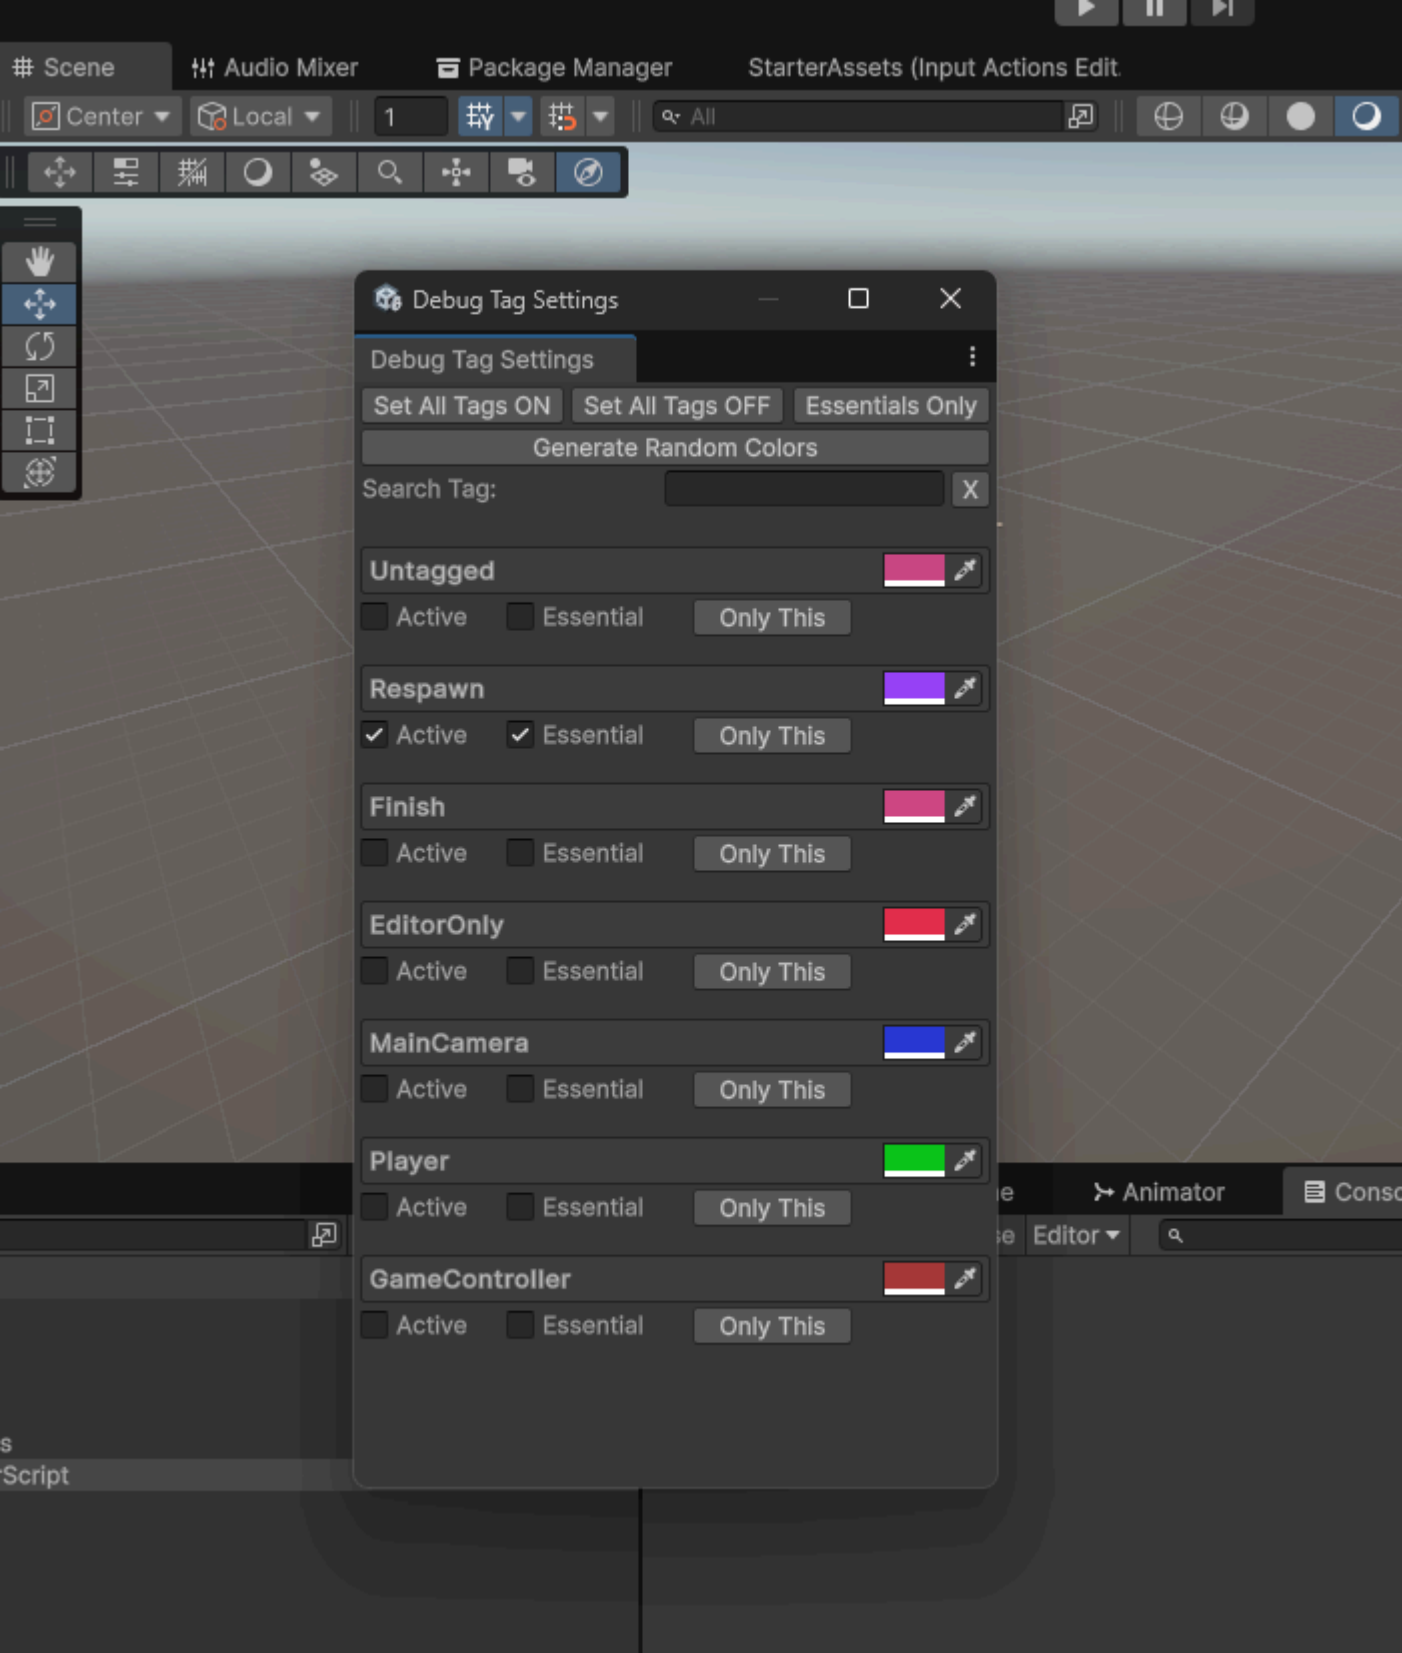 Scene
Audio Mixer
Package Manager
StarterAssets (Input Actions Edit
Center
Local
1
All
Debug Tag Settings
Debug Tag Settings
Set All Tags ON
Set All Tags OFF
Essentials Only
Generate Random Colors
Search Tag:
X
Untagged
Active Essential Only This
Respawn
Active Essential Only This
Finish
Active Essential Only This
EditorOnly
Active Essential Only This
MainCamera
Active Essential Only This
Player
Active Essential Only This
GameController
Active Essential Only This
Animator
Conso
Editor
s
Script